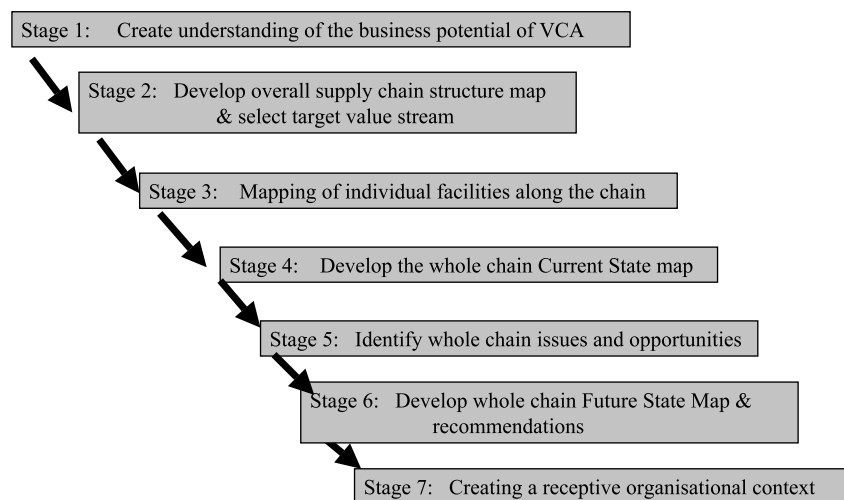 Stage 1: Create understanding of the business potential of VCA
Stage 2: Develop overall supply chain structure map
& select target value stream
Stage 3: Mapping of individual facilities along the chain
Stage 4: Develop the whole chain Current State map
Stage 5: Identify whole chain issues and opportunities
Stage 6: Develop whole chain Future State Map &
recommendations
Stage 7: Creating a receptive organisational context